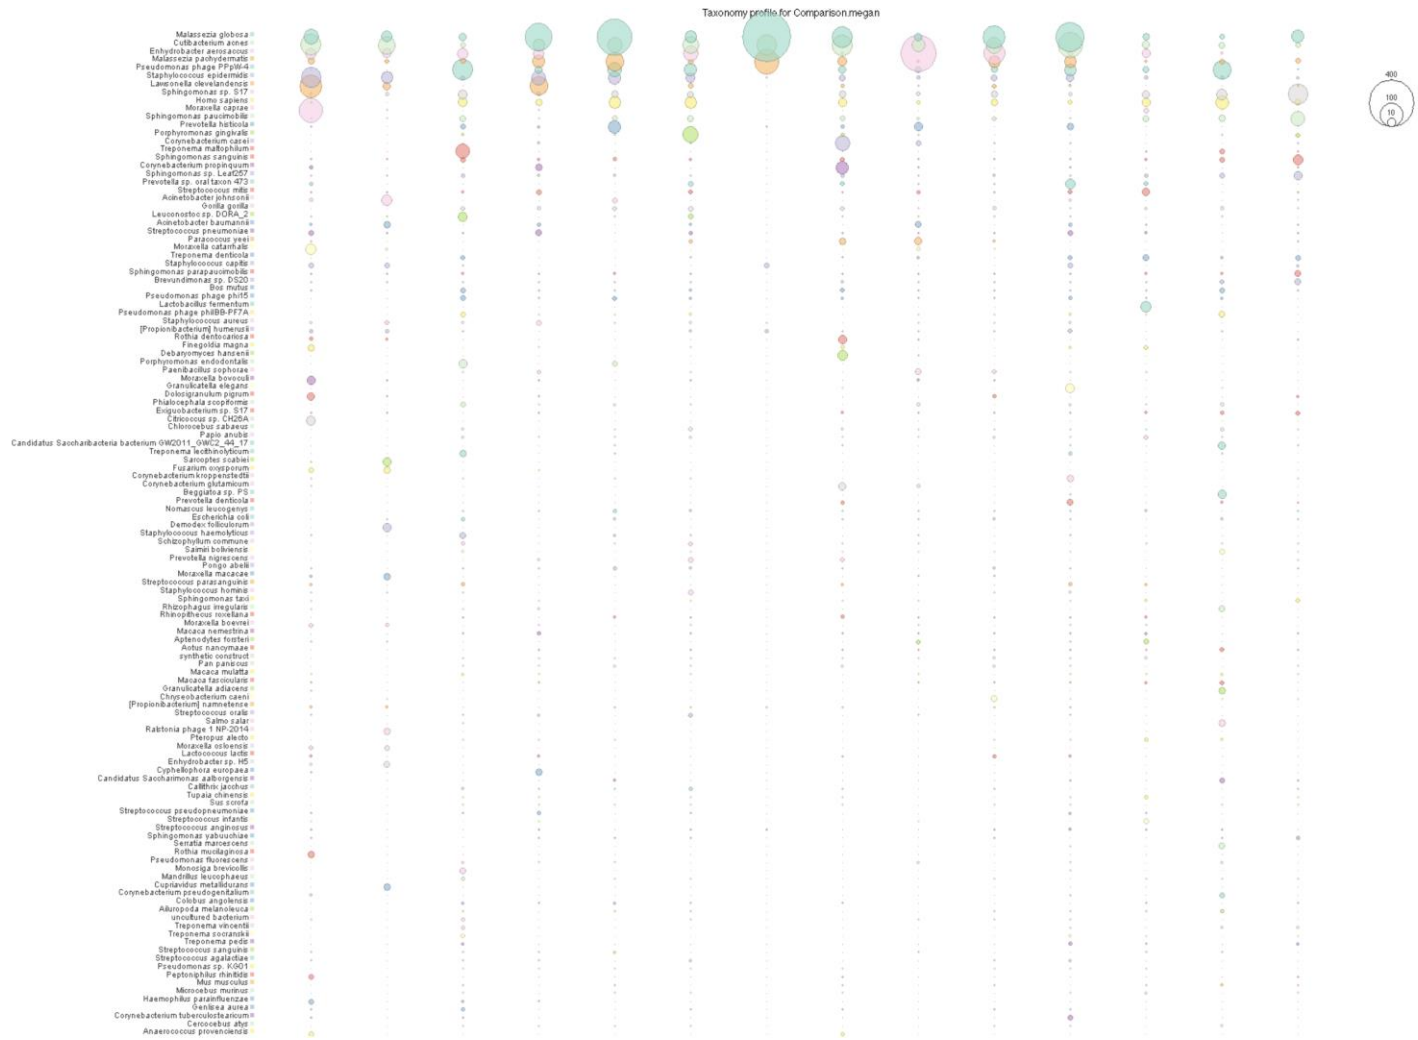 Taxonomy profile for Comparison.megan
Malassezia globosa
Cutibacterium acnes
Enhydrobacter aerosaccus
Malassezia pachydermatis
Pseudomonas phage PPpW-4
Staphylococcus epidermidis
Lawsonella clevelandensis
Sphingomonas sp. S17
Homo sapiens
Moraxella caprae
Sphingomonas paucimobilis
Prevotella histicola
Porphyromonas gingivalis
Corynebacterium casei
Treponema maltophilum
Sphingomonas sanguinis
Corynebacterium propinquum
Sphingomonas sp. Leaf257
Prevotella sp. oral taxon 473
Streptococcus mitis
Acinetobacter johnsonii
Gorilla gorilla
Leuconostoc sp. DORA_2
Acinetobacter baumannii
Streptococcus pneumoniae
Paracoccus yeei
Moraxella catarrhalis
Treponema denticola
Staphylococcus capitis
Sphingomonas parapaucimobilis
Brevundimonas sp. DS20
Bos mutus
Pseudomonas phage phi15
Lactobacillus fermentum
Pseudomonas phage phiIBB-PF7A
Staphylococcus aureus
[Propionibacterium] humerusii
Rothia dentocariosa
Finegoldia magna
Debaryomyces hansenii
Porphyromonas endodontalis
Paenibacillus sophorae
Moraxella bovoculi
Granulicatella elegans
Dolosigranulum pigrum
Phialocephala scopiformis
Exiguobacterium sp. S17
Citricoccus sp. CH26A
Chlorocebus sabaeus
Papio anubis
Candidatus Saccharibacteria bacterium GW2011_GWC2_44_17
Treponema lecithinolyticum
Sarcoptes scabiei
Fusarium oxysporum
Corynebacterium kroppenstedtii
Corynebacterium glutamicum
Beggiatoa sp. PS
Prevotella denticola
Nomascus leucogenys
Escherichia coli
Demodex folliculorum
Staphylococcus haemolyticus
Schizophyllum commune
Saimiri boliviensis
Prevotella nigrescens
Pongo abelii
Moraxella macacae
Streptococcus parasanguinis
Staphylococcus hominis
Sphingomonas taxi
Rhizophagus irregularis
Rhinopithecus roxellana
Moraxella boevrei
Macaca nemestrina
Aptenodytes forsteri
Aotus nancymaae
synthetic construct
Pan paniscus
Macaca mulatta
Macaca fascicularis
Granulicatella adiacens
Chryseobacterium caeni
[Propionibacterium] namnetense
Streptococcus oralis
Salmo salar
Ralstonia phage 1 NP-2014
Pteropus alecto
Moraxella osloensis
Lactococcus lactis
Enhydrobacter sp. H5
Cyphellophora europaea
Candidatus Saccharimonas aalborgensis
Callithrix jacchus
Tupaia chinensis
Sus scrofa
Streptococcus pseudopneumoniae
Streptococcus infantis
Streptococcus anginosus
Sphingomonas yabuuchiae
Serratia marcescens
Rothia mucilaginosa
Pseudomonas fluorescens
Monosiga brevicollis
Mandrillus leucophaeus
Cupriavidus metallidurans
Corynebacterium pseudogenitalium
Colobus angolensis
Ailuropoda melanoleuca
uncultured bacterium
Treponema vincentii
Treponema socranskii
Treponema pedis
Streptococcus sanguinis
Streptococcus agalactiae
Pseudomonas sp. KG01
Peptoniphilus rhinitidis
Mus musculus
Microcebus murinus
Haemophilus parainfluenzae
Genlisea aurea
Corynebacterium tuberculostearicum
Cercocebus atys
Anaerococcus provenciensis
400
100
10